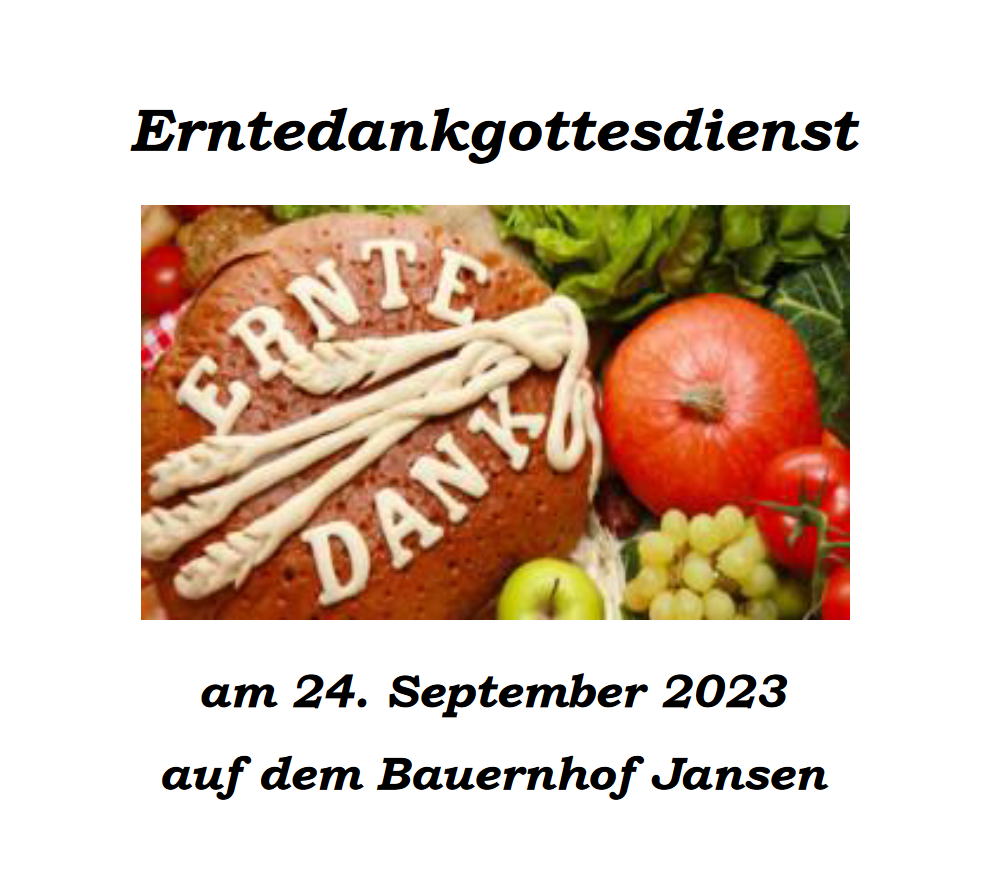 Erntedankgottesdienst
ERNTE
DANK
am 24. September 2023
auf dem Bauernhof Jansen